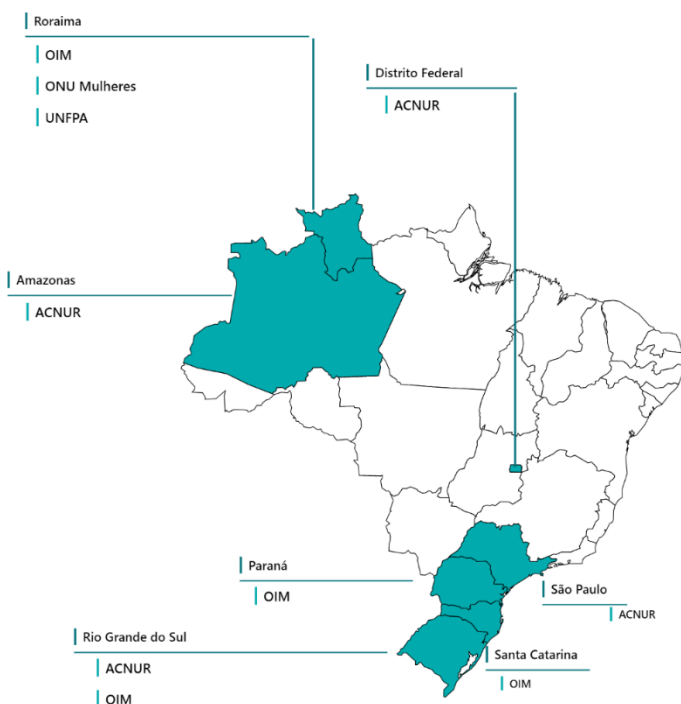 Roraima
OIM
ONU Mulheres
UNFPA
Distrito Federal
ACNUR
Amazonas
ACNUR
Paraná
OIM
São Paulo
ACNUR
Rio Grande do Sul
ACNUR
OIM
Santa Catarina
OIM